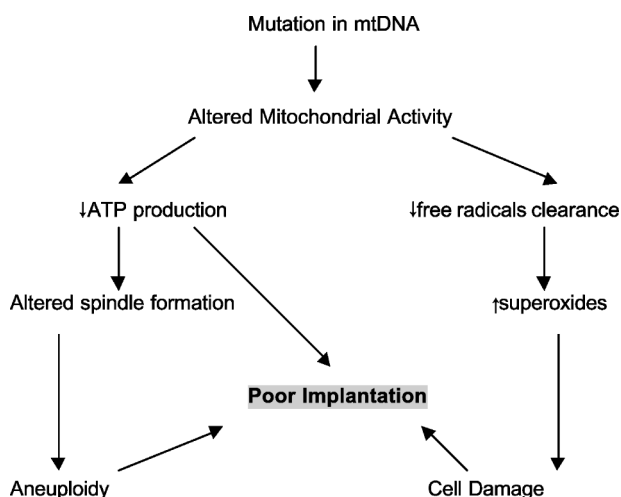 Mutation in mtDNA
Altered Mitochondrial Activity
↓ATP production
↓free radicals clearance
Altered spindle formation
↑superoxides
Poor Implantation
Aneuploidy
Cell Damage